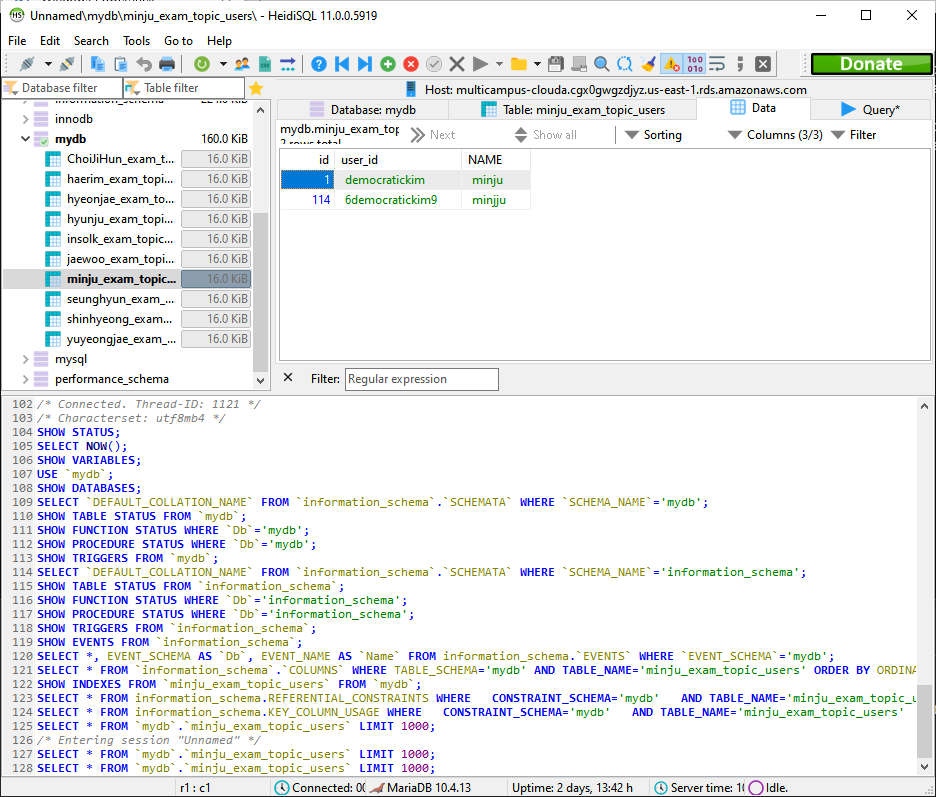 Unnamed\mydb\minju_exam_topic_users\ - HeidiSQL 11.0.0.5919
File Edit Search Tools Go to Help
Donate
Database filter Table filter
Host: multicampus-clouda.cgx0gwgzdjyz.us-east-1.rds.amazonaws.com
Database: mydb Table: minju_exam_topic_users Data Query*
mydb.minju_exam_top Next Show all Sorting Columns (3/3) Filter
innodb
mydb 160.0 KiB
ChoiJiHun_exam_t... 16.0 KiB
haerim_exam_topi... 16.0 KiB
hyeonjae_exam_to... 16.0 KiB
hyunju_exam_topi... 16.0 KiB
insolk_exam_topic... 16.0 KiB
jaewoo_exam_topi... 16.0 KiB
minju_exam_topic... 16.0 KiB
seunghyun_exam_... 16.0 KiB
shinhyeong_exam... 16.0 KiB
yuyeongjae_exam_... 16.0 KiB
mysql
performance_schema
id user_id NAME
1 democratickim minju
114 6democratickim9 minjju
Filter: Regular expression
102 /* Connected. Thread-ID: 1121 */
103 /* Characterset: utf8mb4 */
104 SHOW STATUS;
105 SELECT NOW();
106 SHOW VARIABLES;
107 USE `mydb`;
108 SHOW DATABASES;
109 SELECT `DEFAULT_COLLATION_NAME` FROM `information_schema`.`SCHEMATA` WHERE `SCHEMA_NAME`='mydb';
110 SHOW TABLE STATUS FROM `mydb`;
111 SHOW FUNCTION STATUS WHERE `Db`='mydb';
112 SHOW PROCEDURE STATUS WHERE `Db`='mydb';
113 SHOW TRIGGERS FROM `mydb`;
114 SELECT `DEFAULT_COLLATION_NAME` FROM `information_schema`.`SCHEMATA` WHERE `SCHEMA_NAME`='information_schema';
115 SHOW TABLE STATUS FROM `information_schema`;
116 SHOW FUNCTION STATUS WHERE `Db`='information_schema';
117 SHOW PROCEDURE STATUS WHERE `Db`='information_schema';
118 SHOW TRIGGERS FROM `information_schema`;
119 SHOW EVENTS FROM `information_schema`;
120 SELECT *, EVENT_SCHEMA AS `Db`, EVENT_NAME AS `Name` FROM information_schema.`EVENTS` WHERE `EVENT_SCHEMA`='mydb';
121 SELECT * FROM `information_schema`.`COLUMNS` WHERE TABLE_SCHEMA='mydb' AND TABLE_NAME='minju_exam_topic_users' ORDER BY ORDINA
122 SHOW INDEXES FROM `minju_exam_topic_users` FROM `mydb`;
123 SELECT * FROM information_schema.REFERENTIAL_CONSTRAINTS WHERE CONSTRAINT_SCHEMA='mydb' AND TABLE_NAME='minju_exam_topic_u
124 SELECT * FROM information_schema.KEY_COLUMN_USAGE WHERE CONSTRAINT_SCHEMA='mydb' AND TABLE_NAME='minju_exam_topic_users'
125 SELECT * FROM `mydb`.`minju_exam_topic_users` LIMIT 1000;
126 /* Entering session "Unnamed" */
127 SELECT * FROM `mydb`.`minju_exam_topic_users` LIMIT 1000;
128 SELECT * FROM `mydb`.`minju_exam_topic_users` LIMIT 1000;
r1 : c1 Connected: 00 MariaDB 10.4.13 Uptime: 2 days, 13:42 h Server time: 10 Idle.